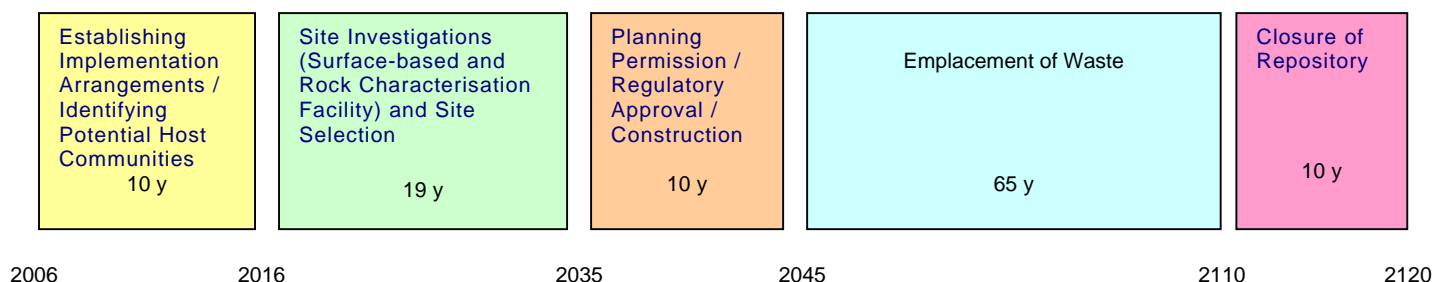 Establishing
Implementation
Arrangements /
Identifying
Potential Host
Communities
10 y
Site Investigations
(Surface-based and
Rock Characterisation
Facility) and Site
Selection
19 y
Planning
Permission /
Regulatory
Approval /
Construction
10 y
Emplacement of Waste
65 y
Closure of
Repository
10 y
2006 2016 2035 2045 2110 2120